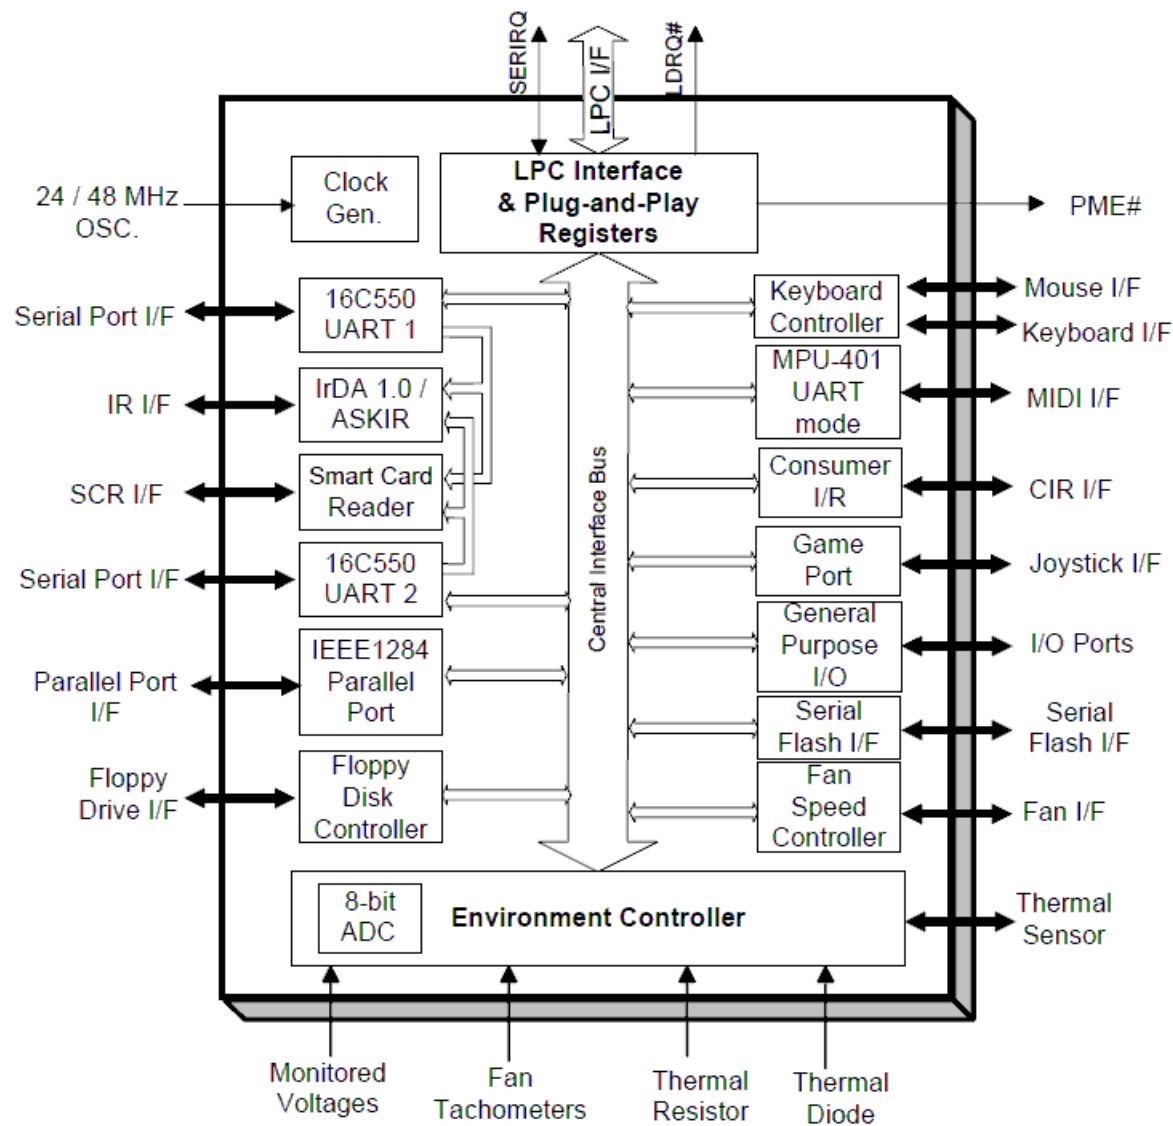 SERIRQ
LPC I/F
LDRQ#
LPC Interface
& Plug-and-Play
Registers
24 / 48 MHz
OSC.
Clock
Gen.
PME#
Serial Port I/F
16C550
UART 1
IR I/F
IrDA 1.0 /
ASKIR
SCR I/F
Smart Card
Reader
Serial Port I/F
16C550
UART 2
Parallel Port
I/F
IEEE1284
Parallel
Port
Floppy
Drive I/F
Floppy
Disk
Controller
Central Interface Bus
Keyboard
Controller
Mouse I/F
Keyboard I/F
MPU-401
UART
mode
MIDI I/F
Consumer
I/R
CIR I/F
Game
Port
Joystick I/F
General
Purpose
I/O
I/O Ports
Serial
Flash I/F
Serial
Flash I/F
Fan
Speed
Controller
Fan I/F
8-bit
ADC
Environment Controller
Thermal
Sensor
Monitored
Voltages
Fan
Tachometers
Thermal
Resistor
Thermal
Diode